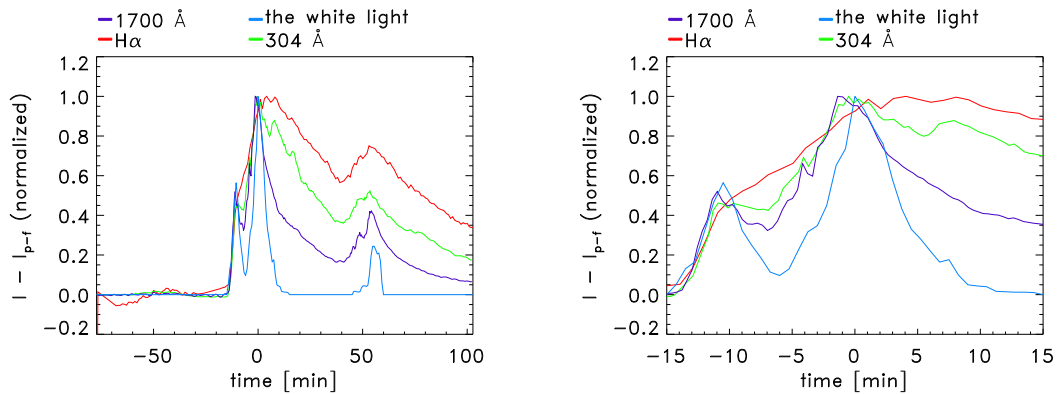 1700 Å the white light
Hα 304 Å
1.2
1.0
0.8
0.6
0.4
0.2
0.0
−0.2
I − I_p−f (normalized)
−50 0 50 100
time [min]
1700 Å the white light
Hα 304 Å
1.2
1.0
0.8
0.6
0.4
0.2
0.0
−0.2
I − I_p−f (normalized)
−15 −10 −5 0 5 10 15
time [min]